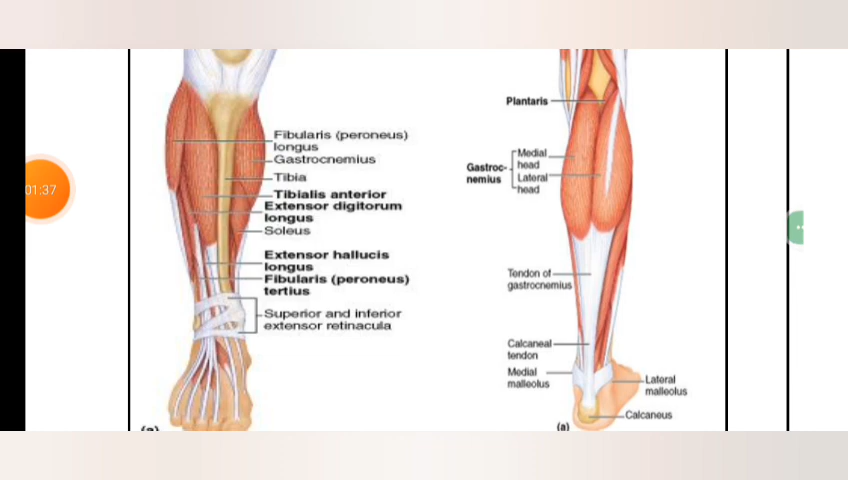 01:37
Fibularis (peroneus)
longus
Gastrocnemius
Tibia
Tibialis anterior
Extensor digitorum
longus
Soleus
Extensor hallucis
longus
Fibularis (peroneus)
tertius
Superior and inferior
extensor retinacula
(a)
Plantaris
Gastroc-
nemius
Medial
head
Lateral
head
Tendon of
gastrocnemius
Calcaneal
tendon
Medial
malleolus
Lateral
malleolus
Calcaneus
(a)